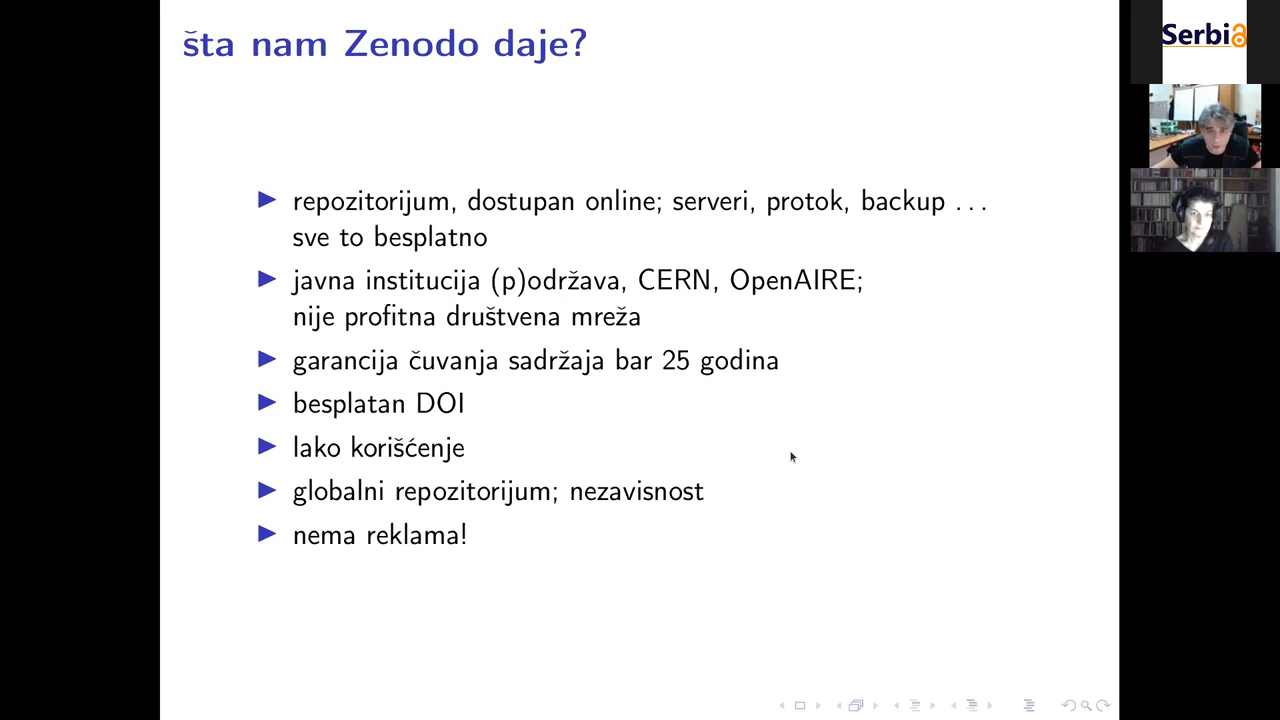 šta nam Zenodo daje?
repozitorijum, dostupan online; serveri, protok, backup ...
sve to besplatno
javna institucija (p)održava, CERN, OpenAIRE;
nije profitna društvena mreža
garancija čuvanja sadržaja bar 25 godina
besplatan DOI
lako korišćenje
globalni repozitorijum; nezavisnost
nema reklama!
Serbia